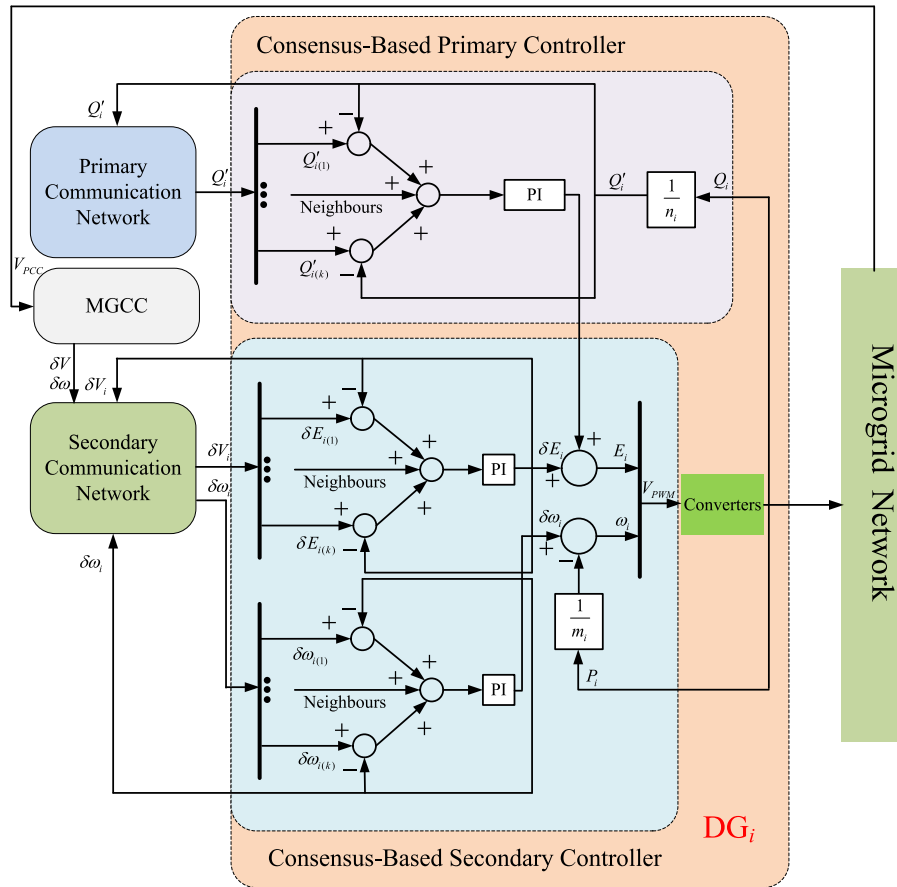 Consensus-Based Primary Controller
Q′i
Primary
Communication
Network
Q′i
+
−
Q′i(1)
+
+
Neighbours
+
+
Q′i(k)
−
PI
Q′i
1
ni
Qi
VPCC
MGCC
δV
δω
δVi
Secondary
Communication
Network
δVi
δωi
δωi
−
+
δEi(1)
+
+
Neighbours
+
+
δEi(k)
−
PI
δEi
+
+
Ei
VPWM
Converters
δωi
+
−
ωi
1
mi
Pi
−
+
δωi(1)
+
+
Neighbours
+
+
δωi(k)
−
PI
Microgrid Network
DGi
Consensus-Based Secondary Controller